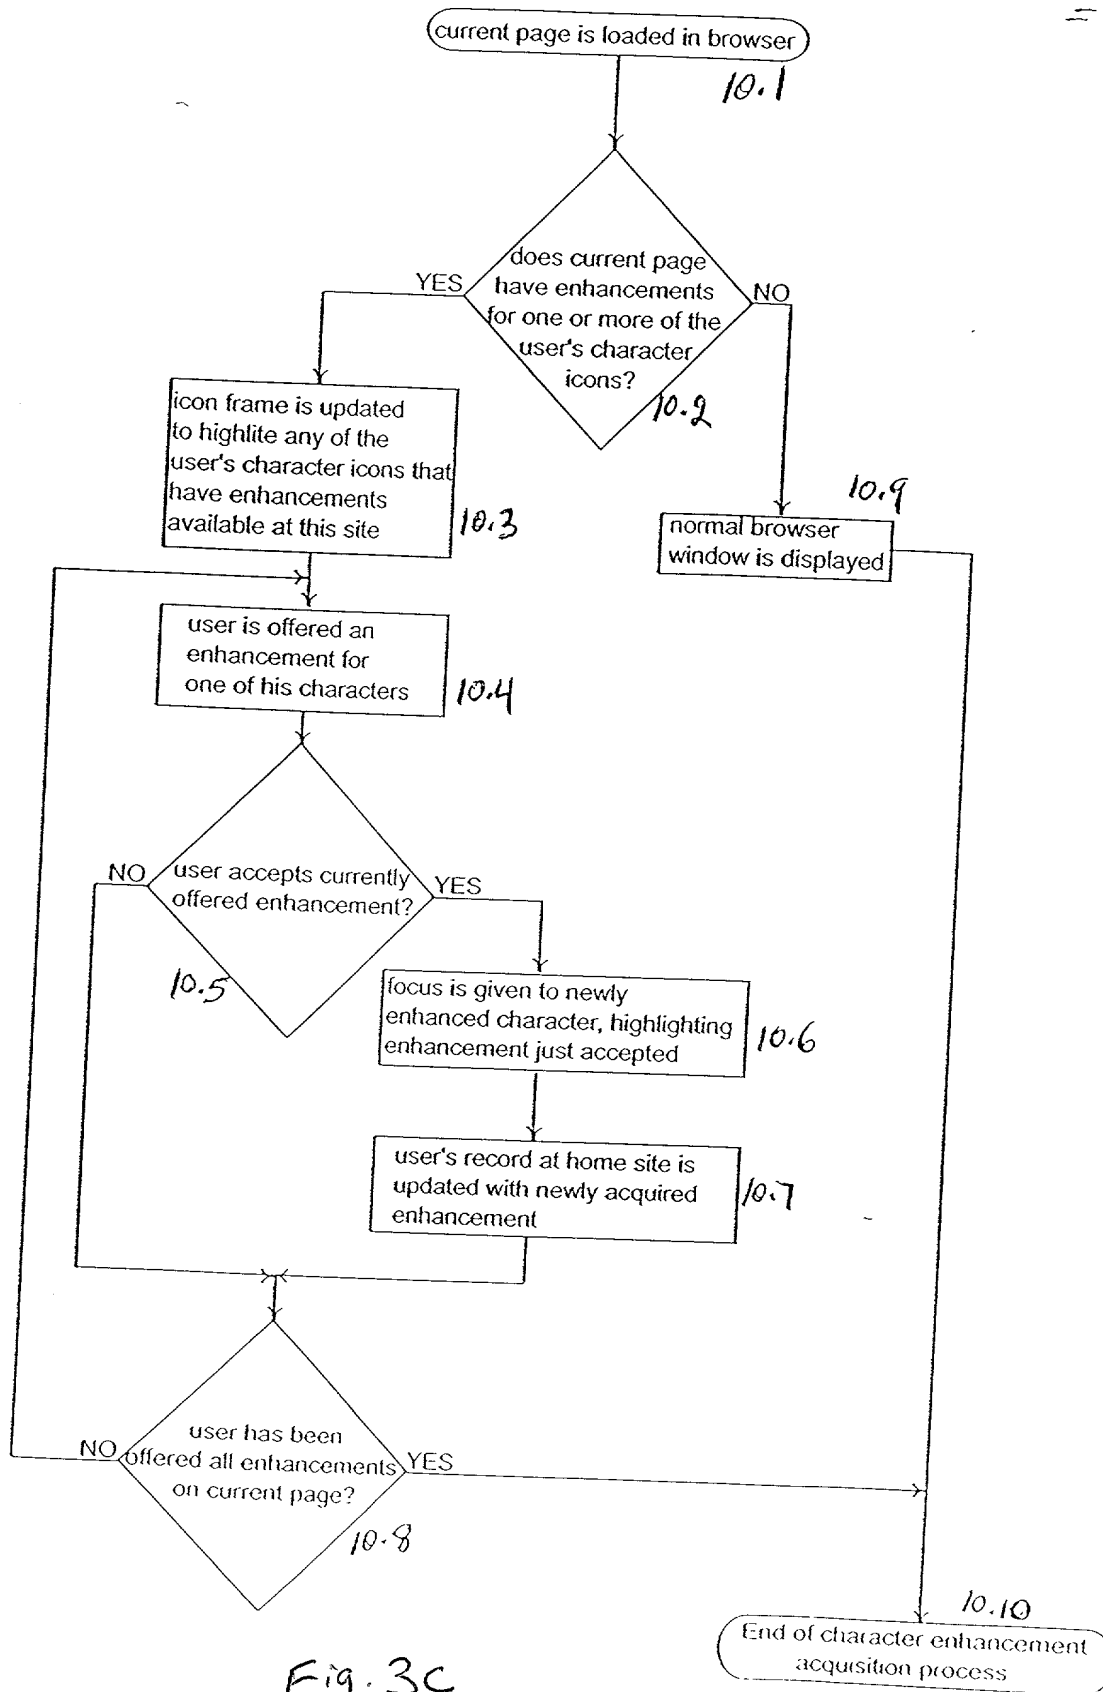 current page is loaded in browser
10.1
does current page
have enhancements
for one or more of the
user's character
icons?
YES
NO
10.2
icon frame is updated
to highlite any of the
user's character icons that
have enhancements
available at this site
10.3
10.9
normal browser
window is displayed
user is offered an
enhancement for
one of his characters
10.4
NO
user accepts currently
offered enhancement?
YES
10.5
focus is given to newly
enhanced character, highlighting
enhancement just accepted
10.6
user's record at home site is
updated with newly acquired
enhancement
10.7
user has been
NO
offered all enhancements
YES
on current page?
10.8
10.10
End of character enhancement
acquisition process
Fig. 3C